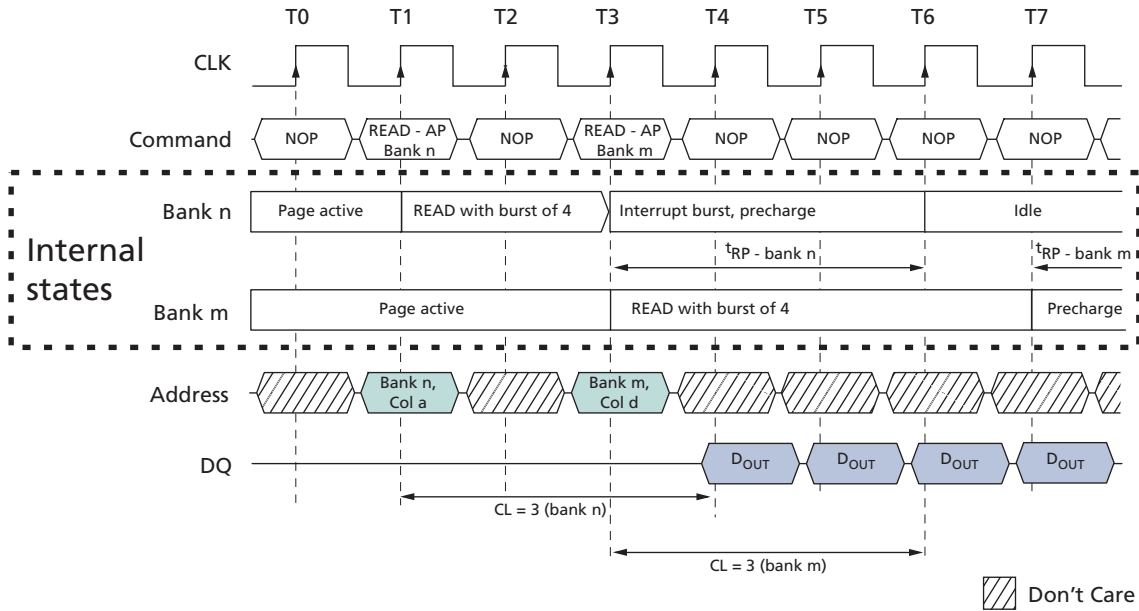 T0 T1 T2 T3 T4 T5 T6 T7
CLK
Command NOP READ - AP Bank n NOP READ - AP Bank m NOP NOP NOP NOP
Internal states
Bank n Page active READ with burst of 4 Interrupt burst, precharge Idle
tRP - bank n tRP - bank m
Bank m Page active READ with burst of 4 Precharge
Address Bank n, Col a Bank m, Col d
DQ DOUT DOUT DOUT DOUT
CL = 3 (bank n)
CL = 3 (bank m)
Don't Care